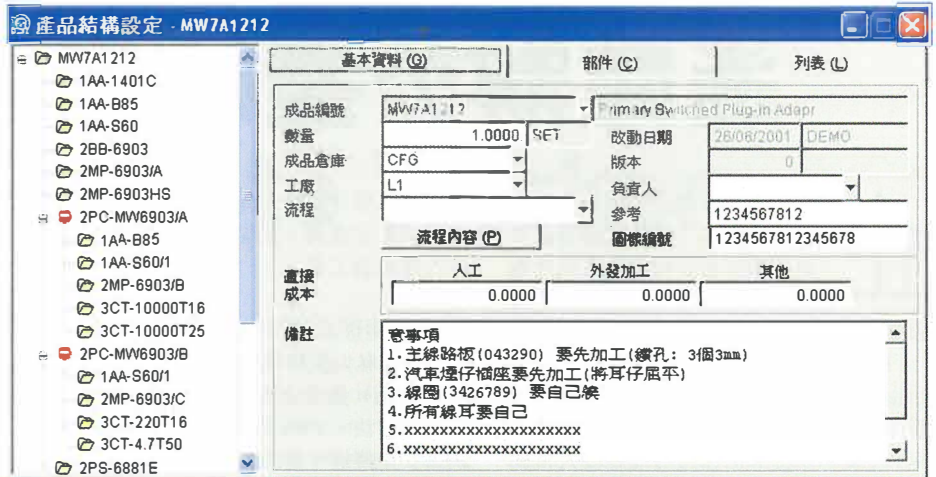 產品結構設定 - MW7A1212
MW7A1212
1AA-1401C
1AA-B85
1AA-S60
2BB-6903
2MP-6903/A
2MP-6903HS
2PC-MW6903/A
1AA-B85
1AA-S60/1
2MP-6903/B
3CT-10000T16
3CT-10000T25
2PC-MW6903/B
1AA-S60/1
2MP-6903/C
3CT-220T16
3CT-4.7T50
2PS-6881E
基本資料 (G) 部件 (C) 列表 (L)
成品編號 MW7A1212 Primary Switched Plug-in Adapr
數量 1.0000 SET 改動日期 26/06/2001 DEMO
成品倉庫 CFG 版本 0
工廠 L1 負責人
流程 參考 1234567812
流程內容 (P) 圖樣編號 1234567812345678
直接成本 人工 外發加工 其他
0.0000 0.0000 0.0000
備註 意事項
1.主線路板(043290) 要先加工(鑽孔: 3個3mm)
2.汽車煙仔插座要先加工(將耳仔屈平)
3.線圈(3426789) 要自己繞
4.所有線耳要自己
5.xxxxxxxxxxxxxxxxxxxx
6.xxxxxxxxxxxxxxxxxxxx